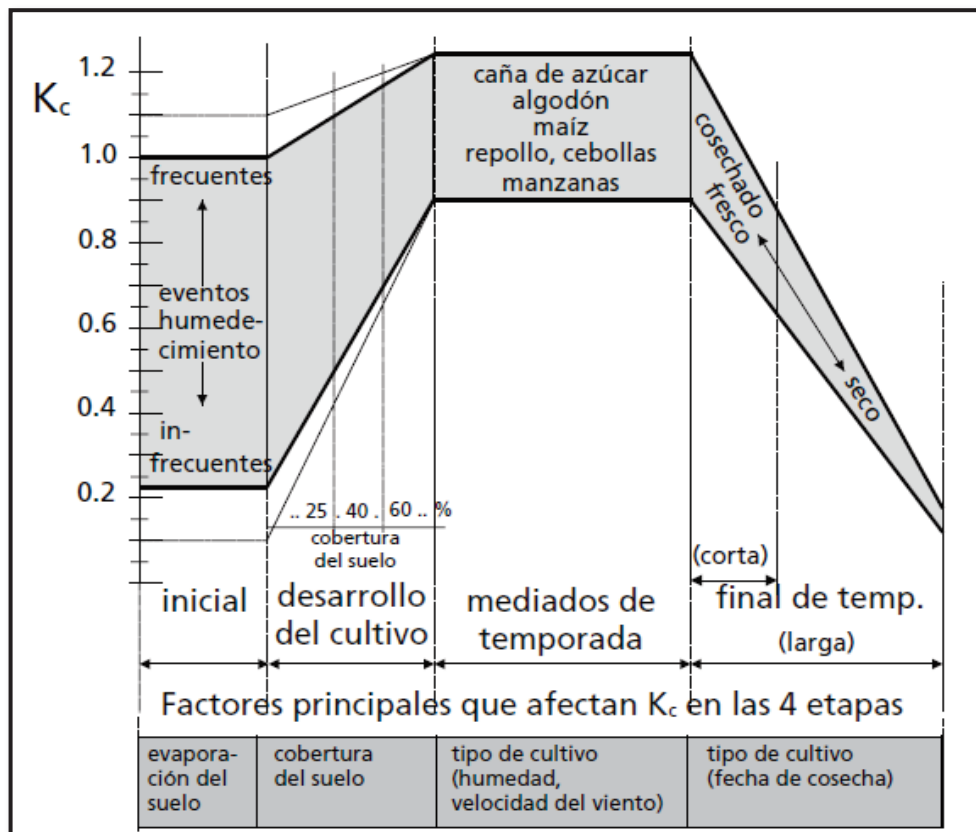 Kc
1.2
1.0
0.8
0.6
0.4
0.2
frecuentes
eventos
humede-
cimiento
in-
frecuentes
.. 25 . 40 . 60 .. %
cobertura
del suelo
caña de azúcar
algodón
maíz
repollo, cebollas
manzanas
cosechado
fresco
seco
(corta)
inicial
desarrollo
del cultivo
mediados de
temporada
final de temp.
(larga)
Factores principales que afectan Kc en las 4 etapas
evapora-
ción del
suelo
cobertura
del suelo
tipo de cultivo
(humedad,
velocidad del viento)
tipo de cultivo
(fecha de cosecha)